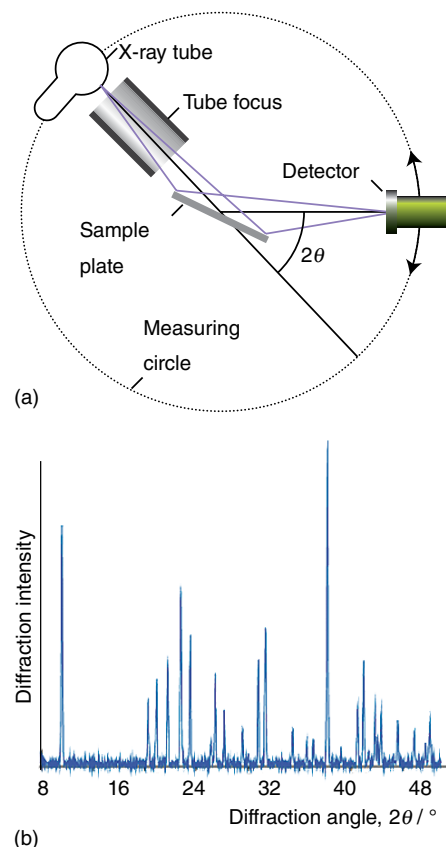 X-ray tube
Tube focus
Detector
Sample
plate
2θ
Measuring
circle
(a)
Diffraction intensity
8 16 22 32 40 48
Diffraction angle, 2θ / °
(b)